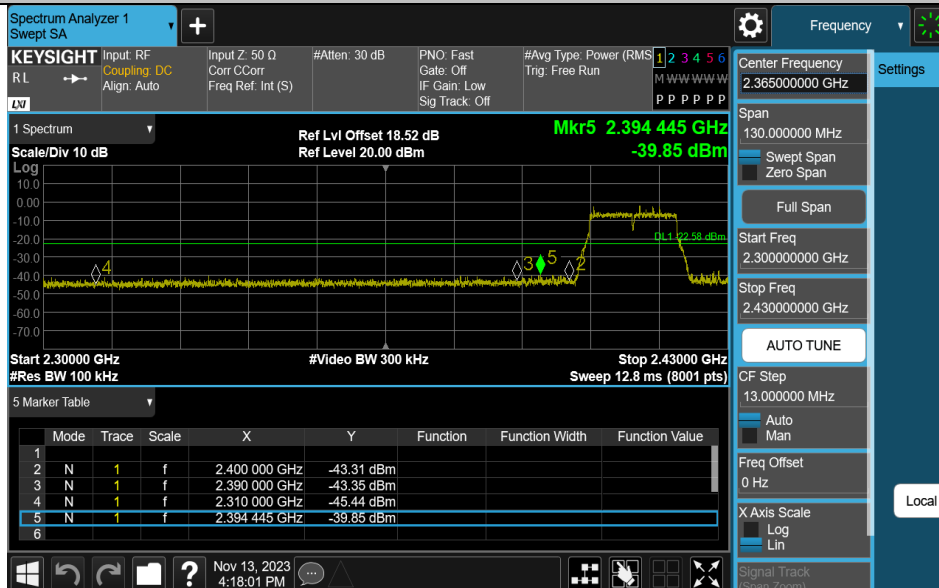 Spectrum Analyzer 1
Swept SA
+
Frequency
KEYSIGHT
RL
LXI
Input: RF
Coupling: DC
Align: Auto
Input Z: 50 Ω
Corr CCorr
Freq Ref: Int (S)
#Atten: 30 dB
PNO: Fast
Gate: Off
IF Gain: Low
Sig Track: Off
#Avg Type: Power (RMS
Trig: Free Run
1 2 3 4 5 6
M W W W W W
P P P P P P
1 Spectrum
Scale/Div 10 dB
Ref Lvl Offset 18.52 dB
Ref Level 20.00 dBm
Mkr5 2.394 445 GHz
-39.85 dBm
Log
10.0
0.00
-10.0
-20.0
-30.0
-40.0
-50.0
-60.0
-70.0
DL1 -22.58 dBm
4
3
5
2
Start 2.30000 GHz
#Video BW 300 kHz
Stop 2.43000 GHz
#Res BW 100 kHz
Sweep 12.8 ms (8001 pts)
5 Marker Table
Mode Trace Scale X Y Function Function Width Function Value
1
2 N 1 f 2.400 000 GHz -43.31 dBm
3 N 1 f 2.390 000 GHz -43.35 dBm
4 N 1 f 2.310 000 GHz -45.44 dBm
5 N 1 f 2.394 445 GHz -39.85 dBm
6
?
Nov 13, 2023
4:18:01 PM
Center Frequency
2.365000000 GHz
Span
130.000000 MHz
Swept Span
Zero Span
Full Span
Start Freq
2.300000000 GHz
Stop Freq
2.430000000 GHz
AUTO TUNE
CF Step
13.000000 MHz
Auto
Man
Freq Offset
0 Hz
X Axis Scale
Log
Lin
Signal Track
(Span Zoom)
Settings
Local